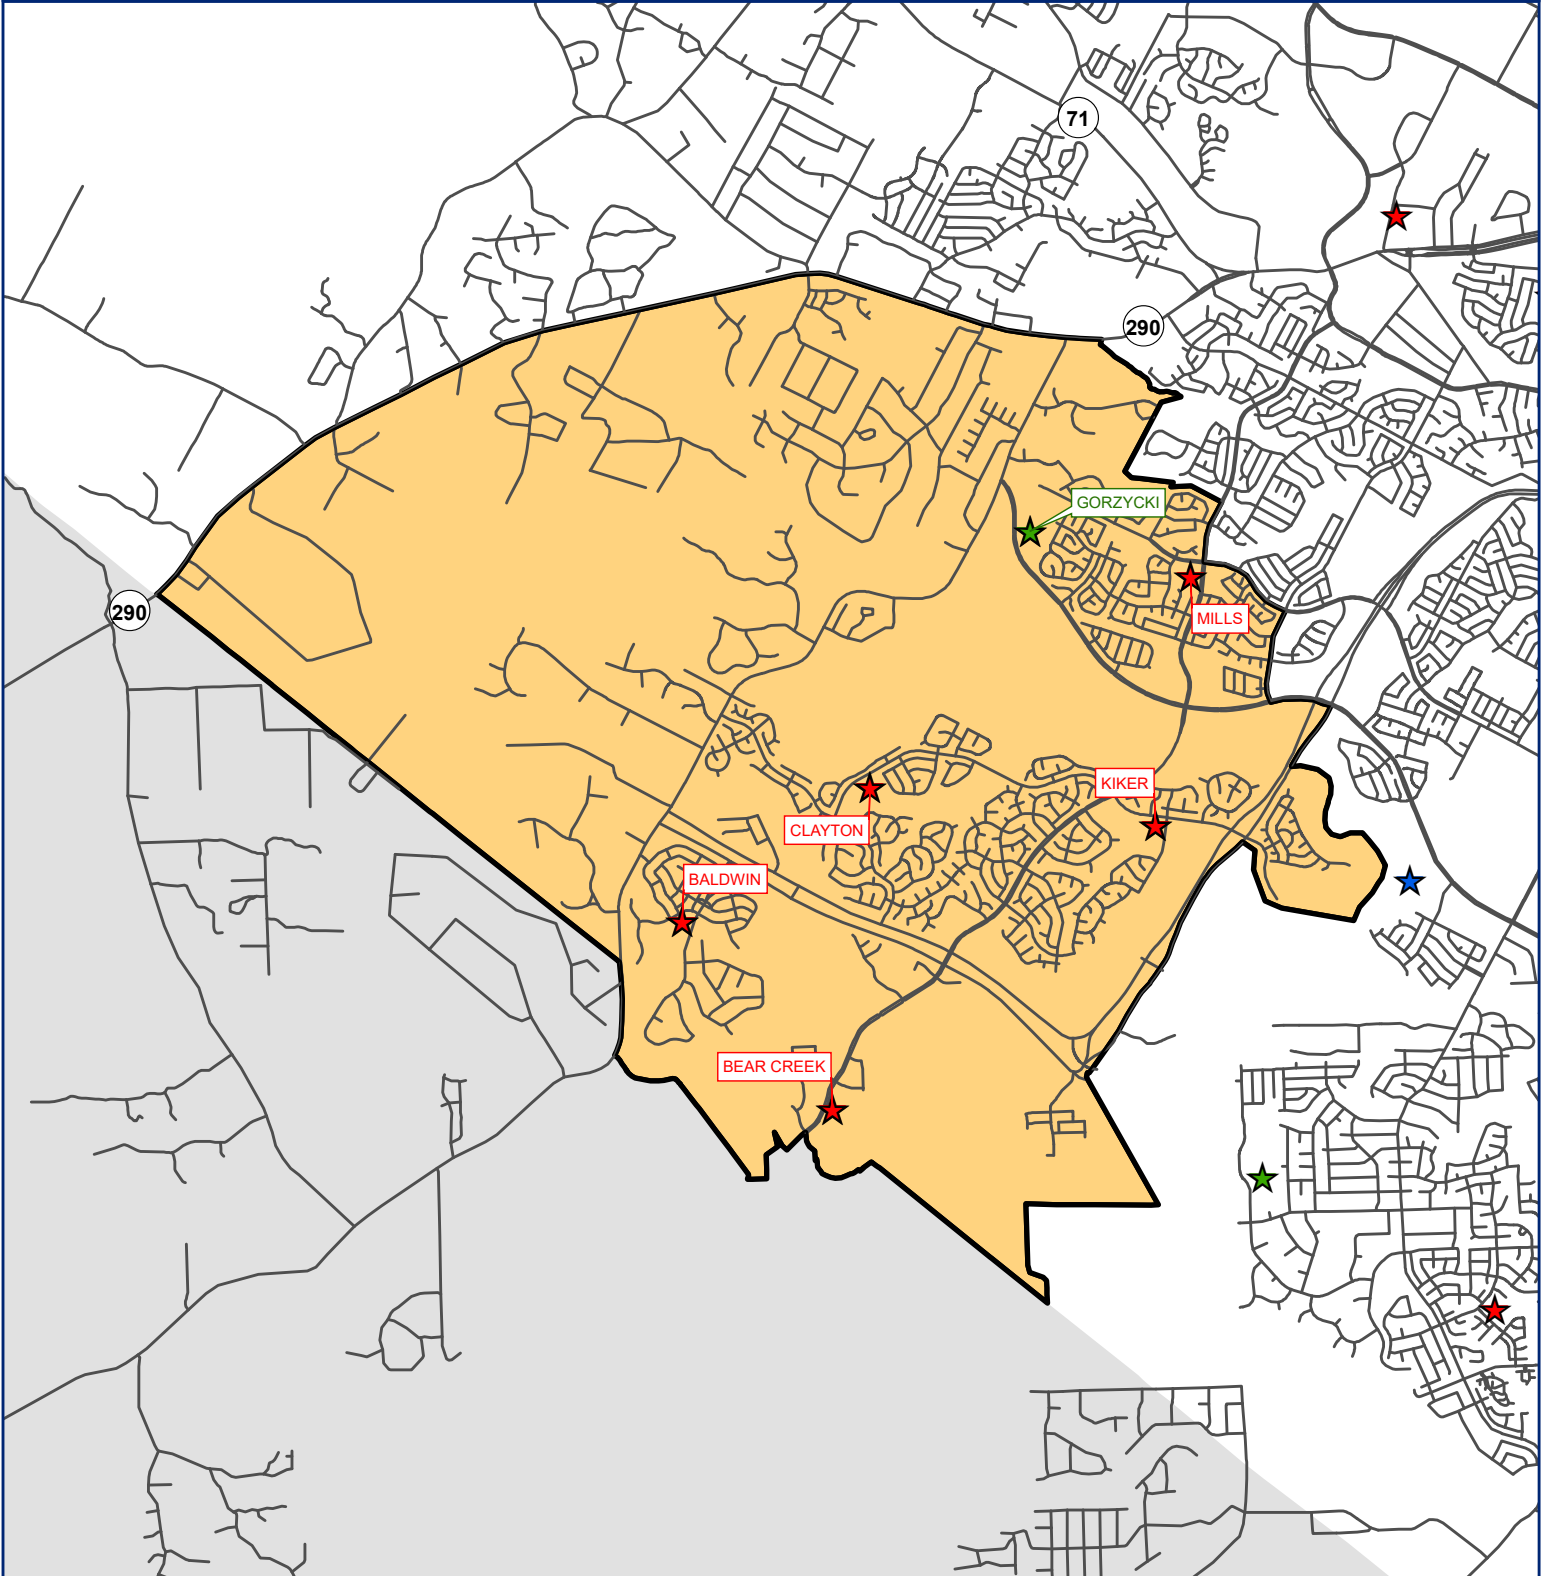 71
290
GORZYCKI
290
MILLS
KIKER
CLAYTON
BALDWIN
BEAR CREEK